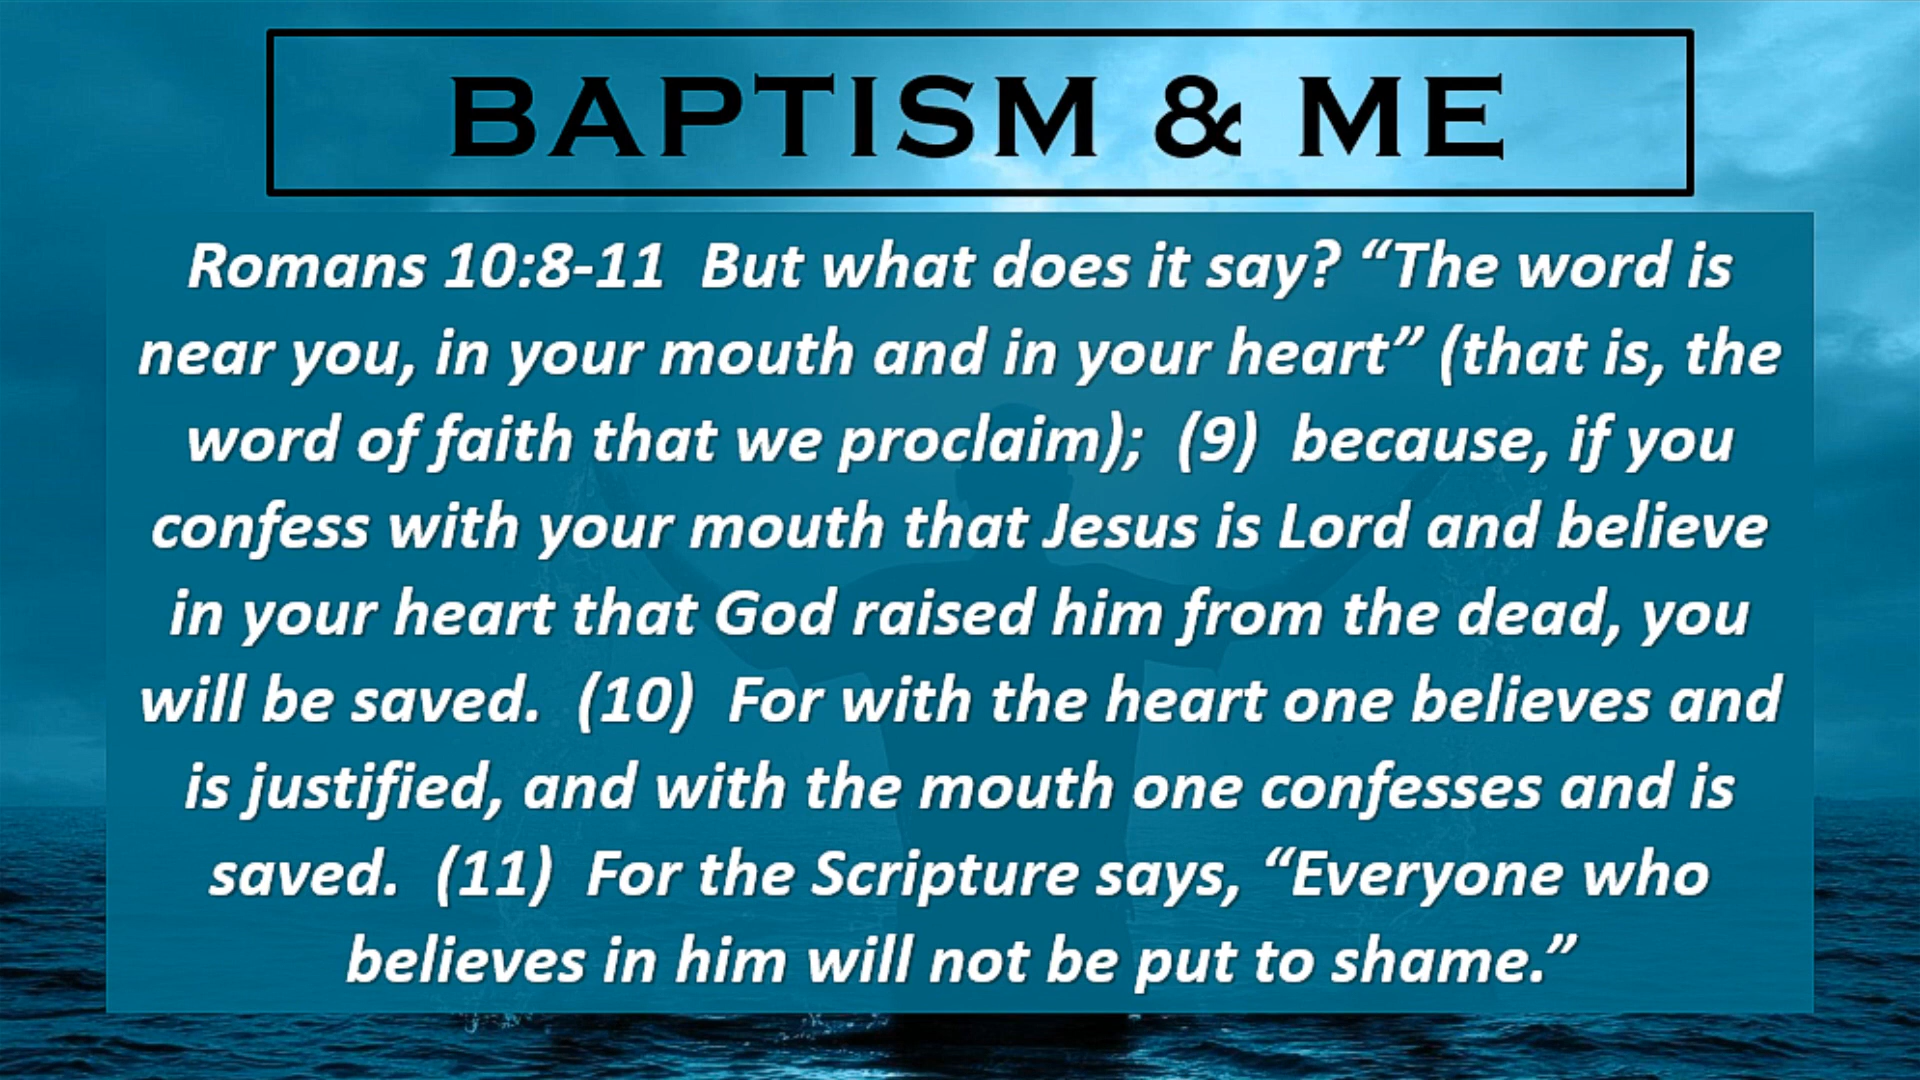 BAPTISM & ME
Romans 10:8-11  But what does it say? “The word is
near you, in your mouth and in your heart” (that is, the
word of faith that we proclaim);  (9)  because, if you
confess with your mouth that Jesus is Lord and believe
in your heart that God raised him from the dead, you
will be saved.  (10)  For with the heart one believes and
is justified, and with the mouth one confesses and is
saved.  (11)  For the Scripture says, “Everyone who
believes in him will not be put to shame.”